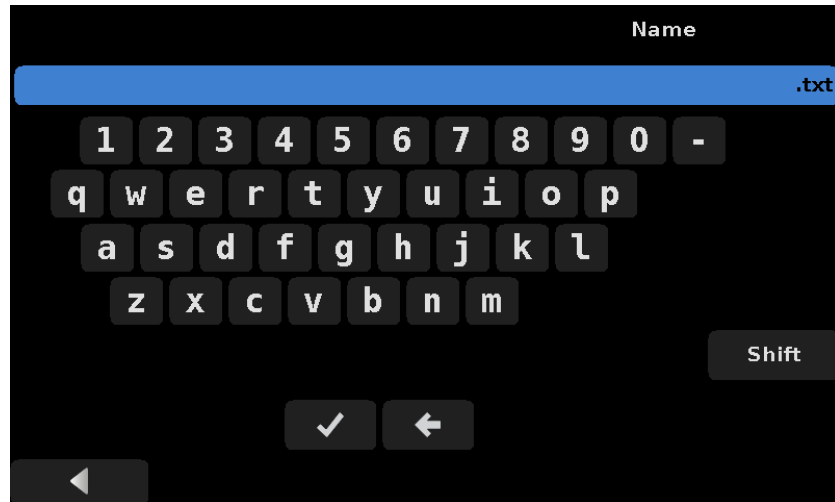 Name
.txt
1 2 3 4 5 6 7 8 9 0 -
q w e r t y u i o p
a s d f g h j k l
z x c v b n m
Shift